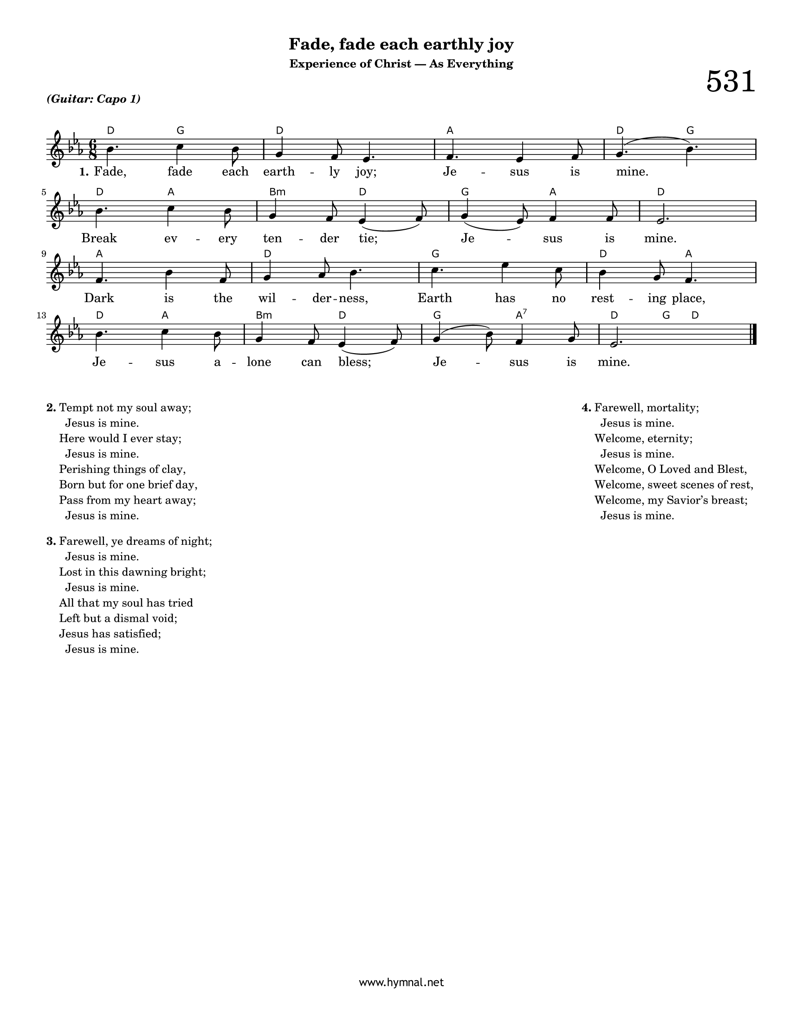 Fade, fade each earthly joy
Experience of Christ — As Everything
531
(Guitar: Capo 1)
D G D A D G
6
8
1. Fade, fade each earth - ly joy; Je - sus is mine.
5 D A Bm D G A D
Break ev - ery ten - der tie; Je - sus is mine.
9 A D G D A
Dark is the wil - der - ness, Earth has no rest - ing place,
13 D A Bm D G A7 D G D
Je - sus a - lone can bless; Je - sus is mine.
2. Tempt not my soul away;
Jesus is mine.
Here would I ever stay;
Jesus is mine.
Perishing things of clay,
Born but for one brief day,
Pass from my heart away;
Jesus is mine.
3. Farewell, ye dreams of night;
Jesus is mine.
Lost in this dawning bright;
Jesus is mine.
All that my soul has tried
Left but a dismal void;
Jesus has satisfied;
Jesus is mine.
4. Farewell, mortality;
Jesus is mine.
Welcome, eternity;
Jesus is mine.
Welcome, O Loved and Blest,
Welcome, sweet scenes of rest,
Welcome, my Savior's breast;
Jesus is mine.
www.hymnal.net